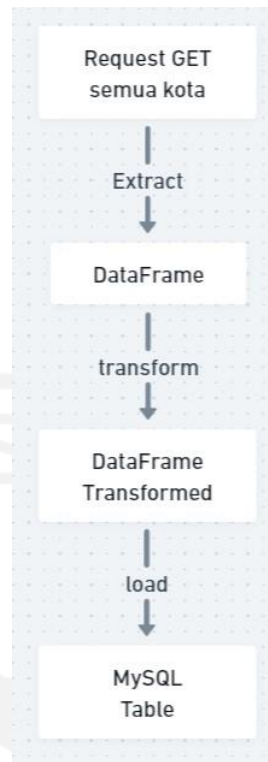 Request GET
semua kota
Extract
DataFrame
transform
DataFrame
Transformed
load
MySQL
Table